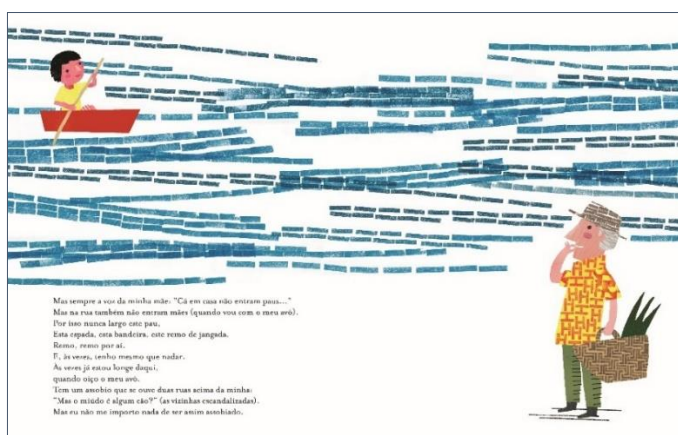 Mas sempre a voz da minha mãe: "Cá em casa não entram paus..."
Mas na rua também não entram mães (quando vou com o meu avô).
Por isso nunca largo este pau,
Esta espada, esta bandeira, este remo de jangada.
Remo, remo por aí.
E, às vezes, tenho mesmo que nadar.
Às vezes já estou longe daqui,
quando oiço o meu avô.
Tem um assobio que se ouve duas ruas acima da minha:
"Mas o miúdo é algum cão?" (as vizinhas escandalizadas).
Mas eu não me importo nada de ser assim assobiado.